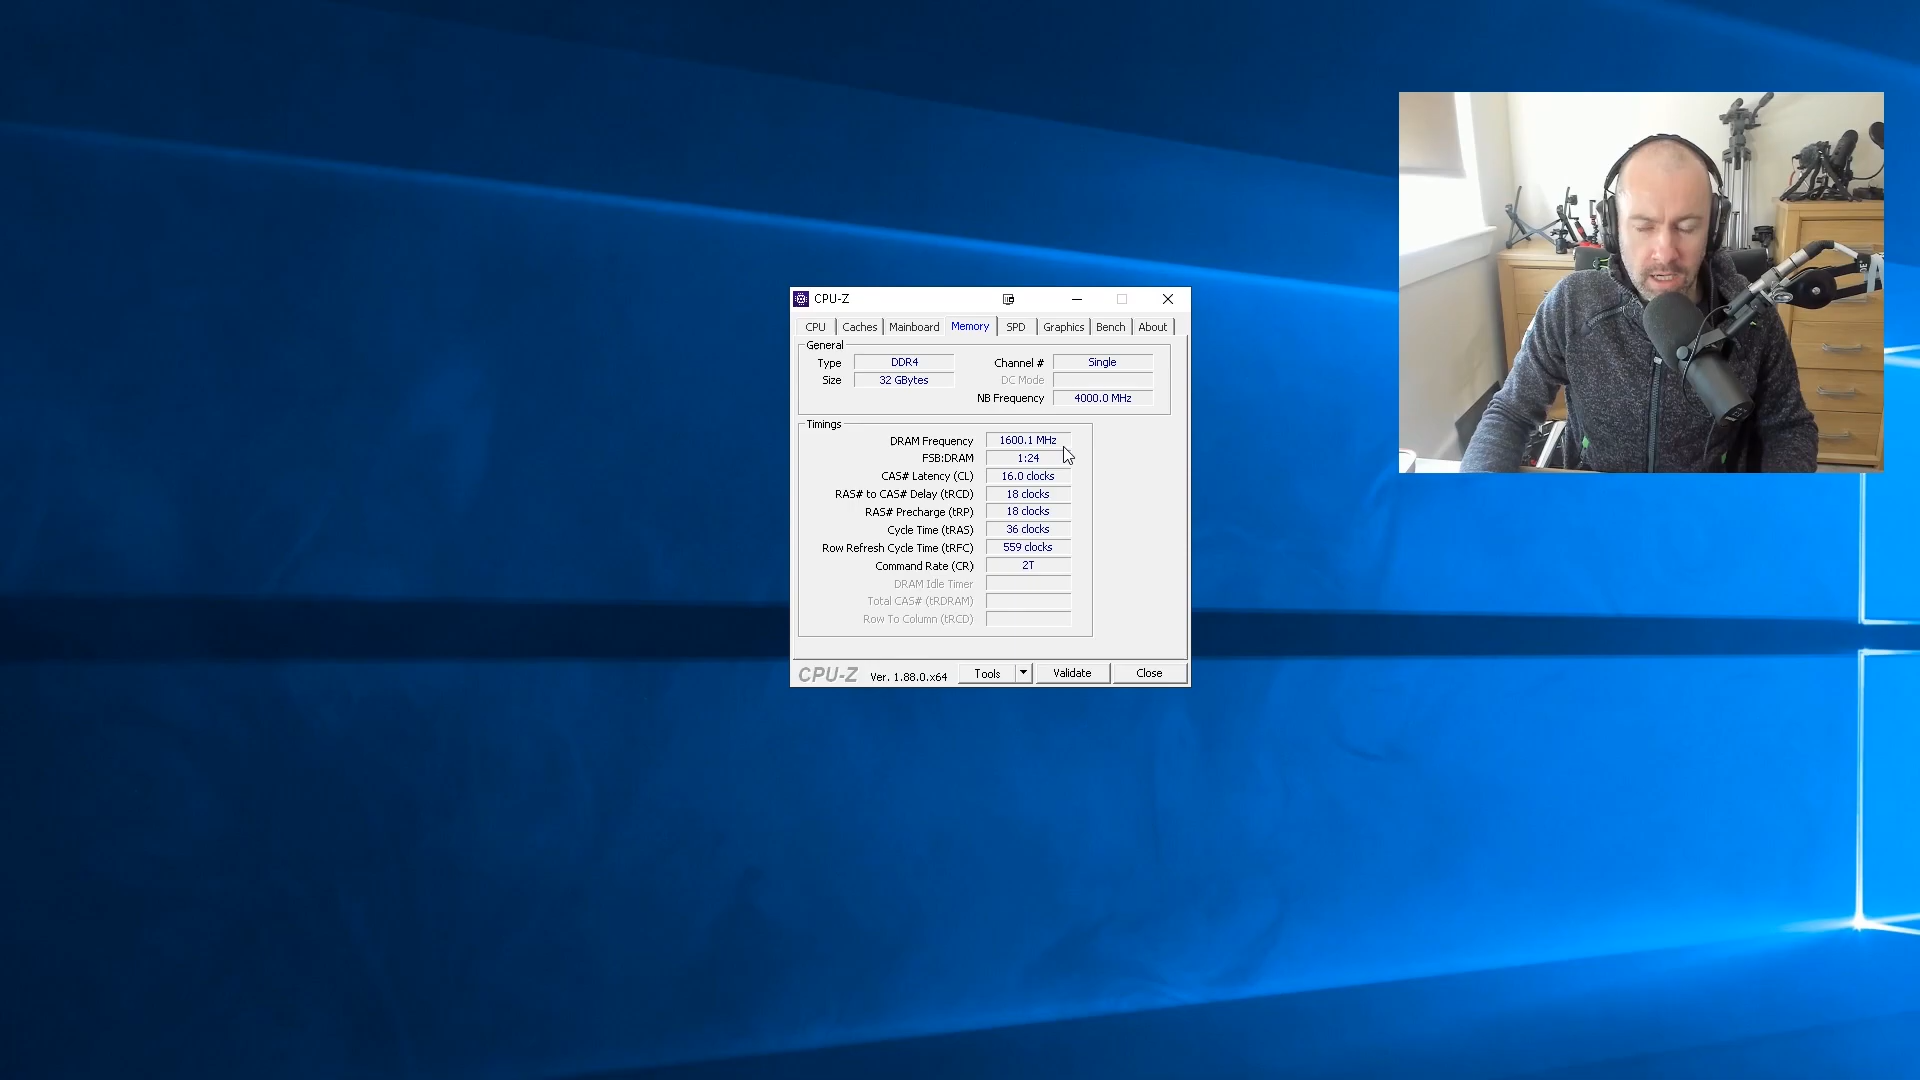 CPU-Z
CPU Caches Mainboard Memory SPD Graphics Bench About
General
Type DDR4 Channel # Single
Size 32 GBytes DC Mode
NB Frequency 4000.0 MHz
Timings
DRAM Frequency 1600.1 MHz
FSB:DRAM 1:24
CAS# Latency (CL) 16.0 clocks
RAS# to CAS# Delay (tRCD) 18 clocks
RAS# Precharge (tRP) 18 clocks
Cycle Time (tRAS) 36 clocks
Row Refresh Cycle Time (tRFC) 559 clocks
Command Rate (CR) 2T
DRAM Idle Timer
Total CAS# (tRDRAM)
Row To Column (tRCD)
CPU-Z Ver. 1.88.0.x64 Tools Validate Close